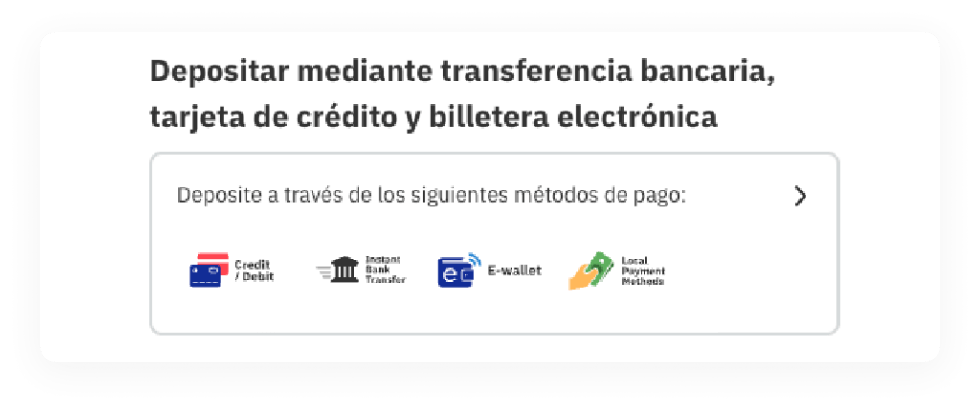 Depositar mediante transferencia bancaria,
tarjeta de crédito y billetera electrónica
Deposite a través de los siguientes métodos de pago:
Credit
/ Debit
Instant
Bank
Transfer
e
E-wallet
Local
Payment
Methods